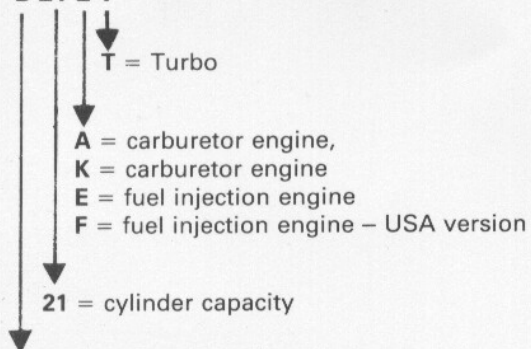 T = Turbo
A = carburetor engine,
K = carburetor engine
E = fuel injection engine
F = fuel injection engine – USA version
21 = cylinder capacity